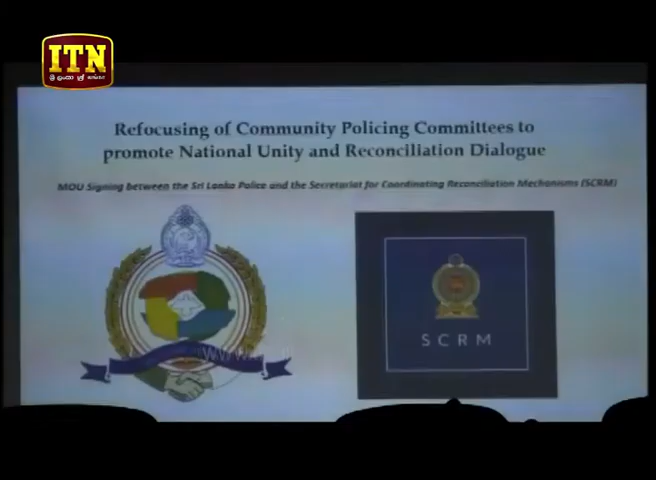 ITN
ශ්‍රී ලංකා ஸ்ரீ லங்கா
Refocusing of Community Policing Committees to
promote National Unity and Reconciliation Dialogue
MOU Signing between the Sri Lanka Police and the Secretariat for Coordinating Reconciliation Mechanisms (SCRM)
SCRM